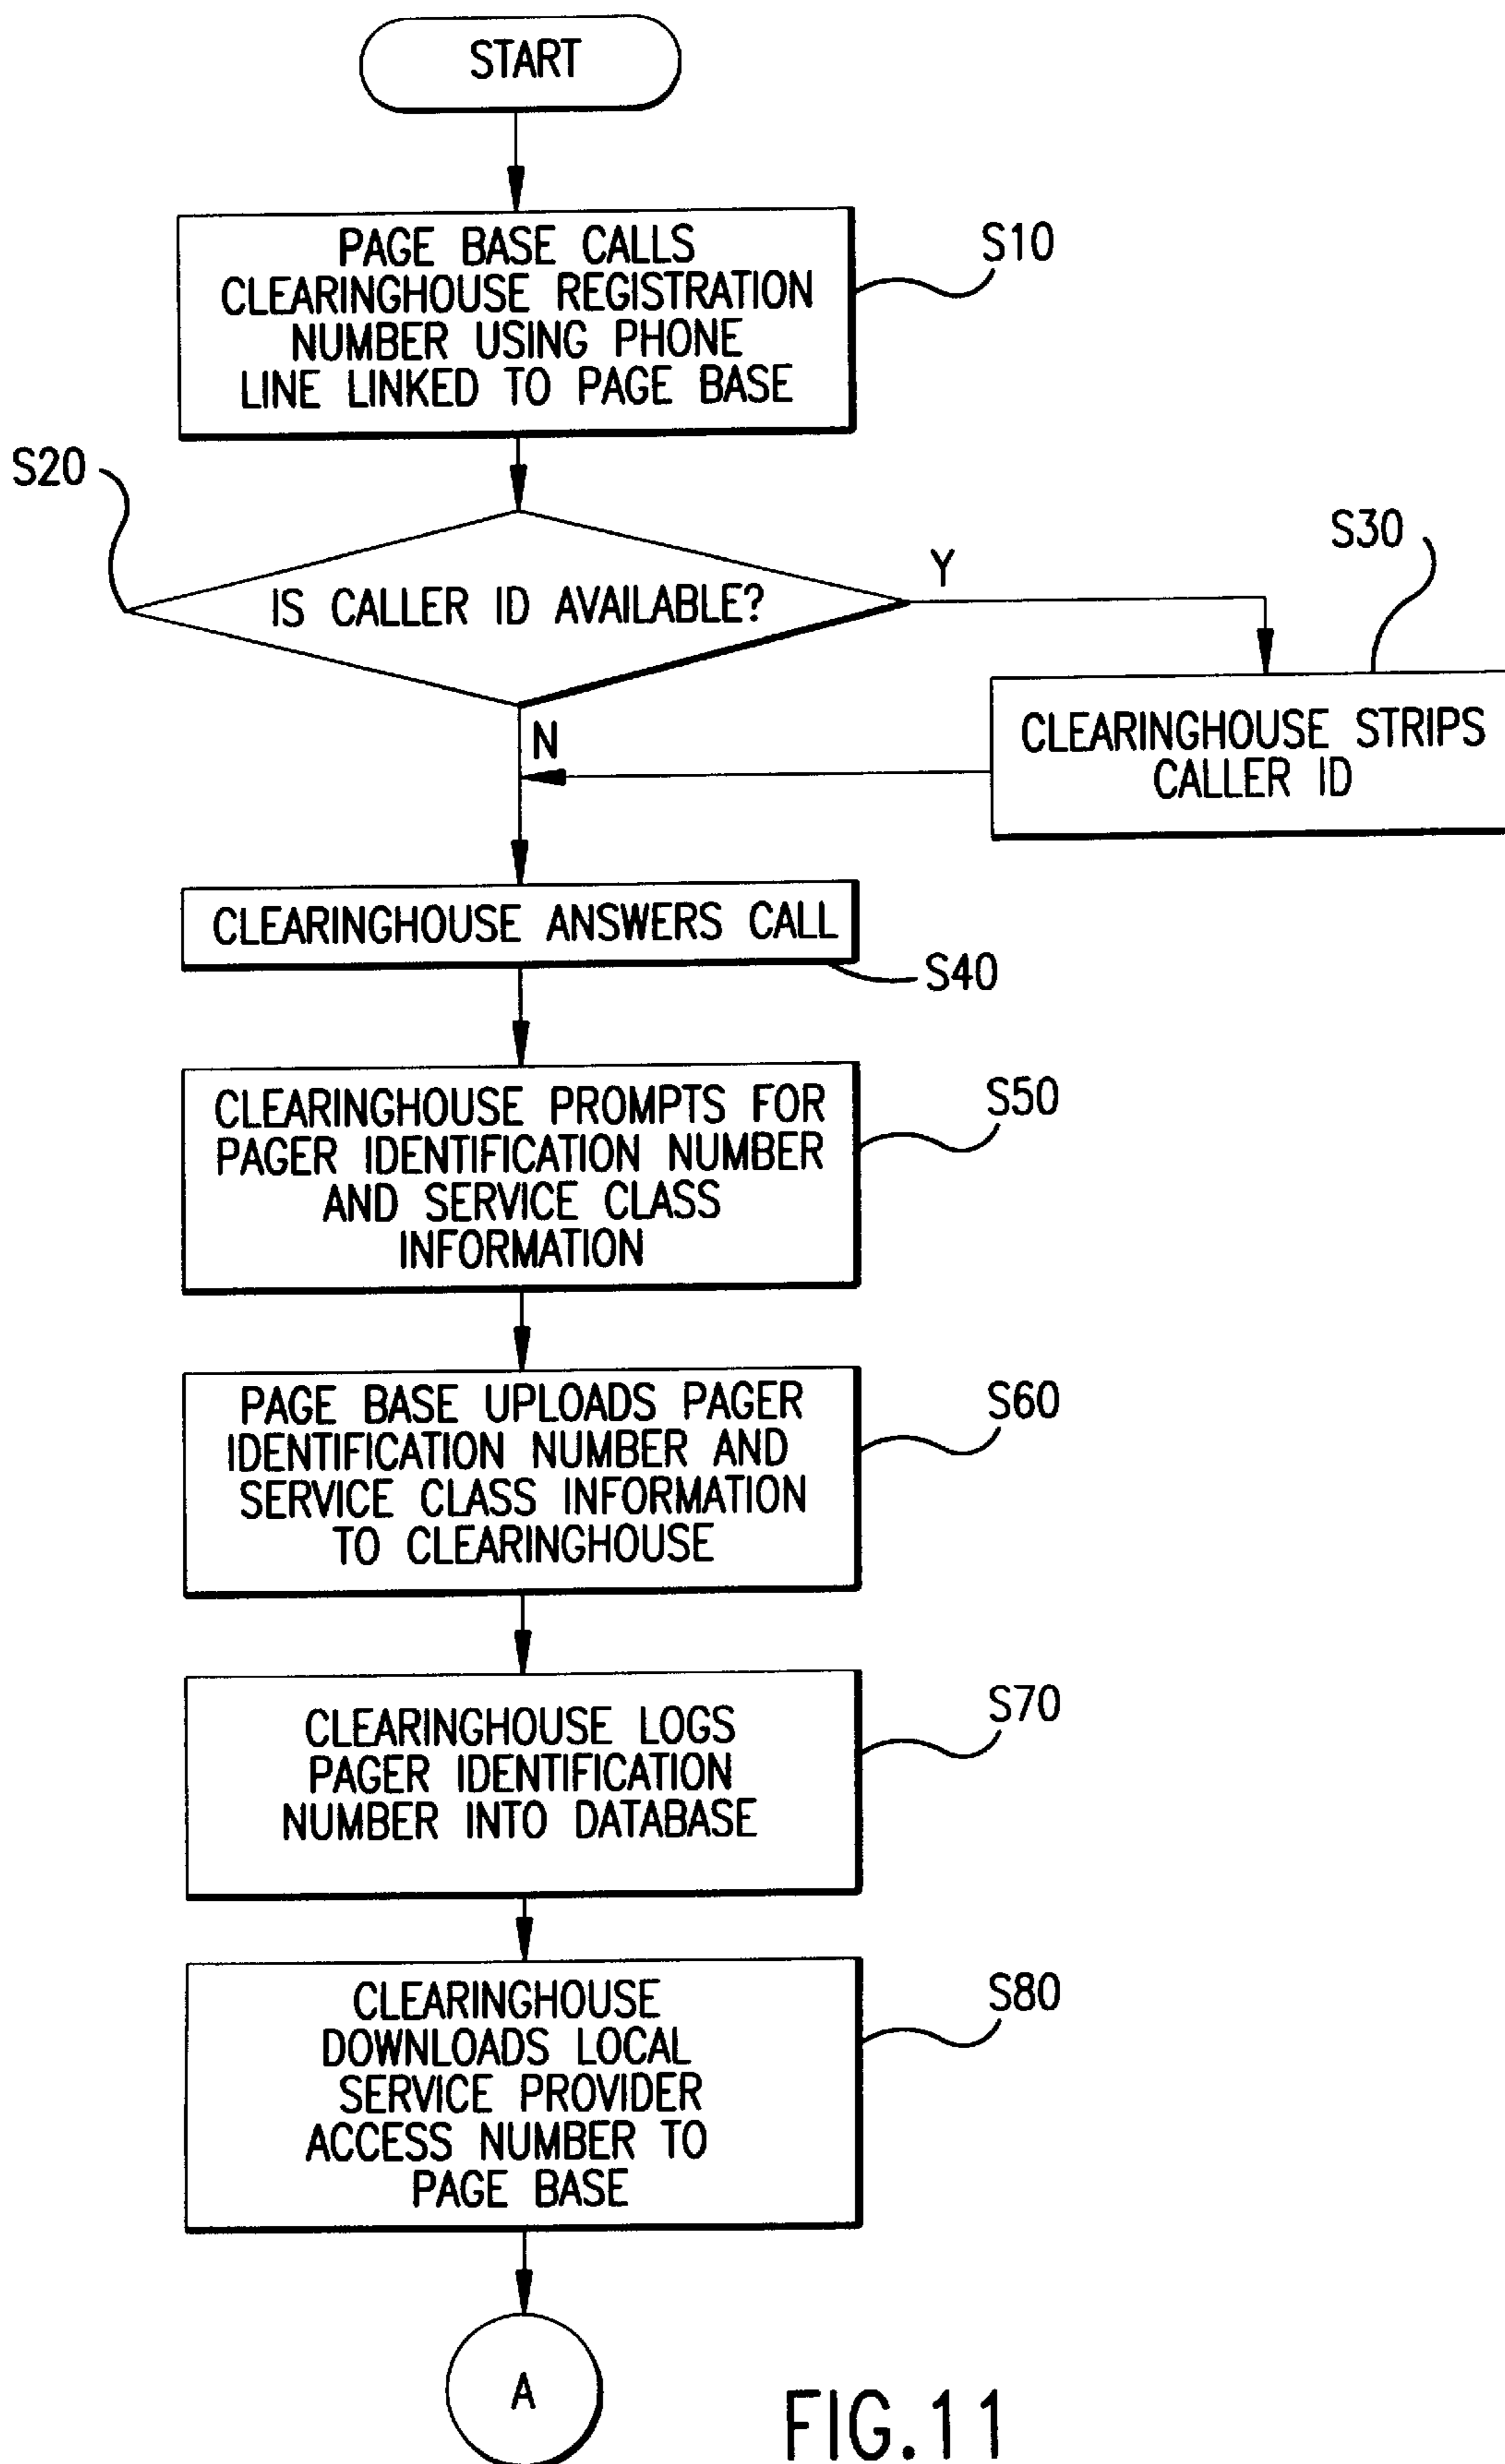 START
PAGE BASE CALLS
CLEARINGHOUSE REGISTRATION
NUMBER USING PHONE
LINE LINKED TO PAGE BASE
S10
S20
IS CALLER ID AVAILABLE?
Y
S30
CLEARINGHOUSE STRIPS
CALLER ID
N
CLEARINGHOUSE ANSWERS CALL
S40
CLEARINGHOUSE PROMPTS FOR
PAGER IDENTIFICATION NUMBER
AND SERVICE CLASS
INFORMATION
S50
PAGE BASE UPLOADS PAGER
IDENTIFICATION NUMBER AND
SERVICE CLASS INFORMATION
TO CLEARINGHOUSE
S60
CLEARINGHOUSE LOGS
PAGER IDENTIFICATION
NUMBER INTO DATABASE
S70
CLEARINGHOUSE
DOWNLOADS LOCAL
SERVICE PROVIDER
ACCESS NUMBER TO
PAGE BASE
S80
A
FIG.11